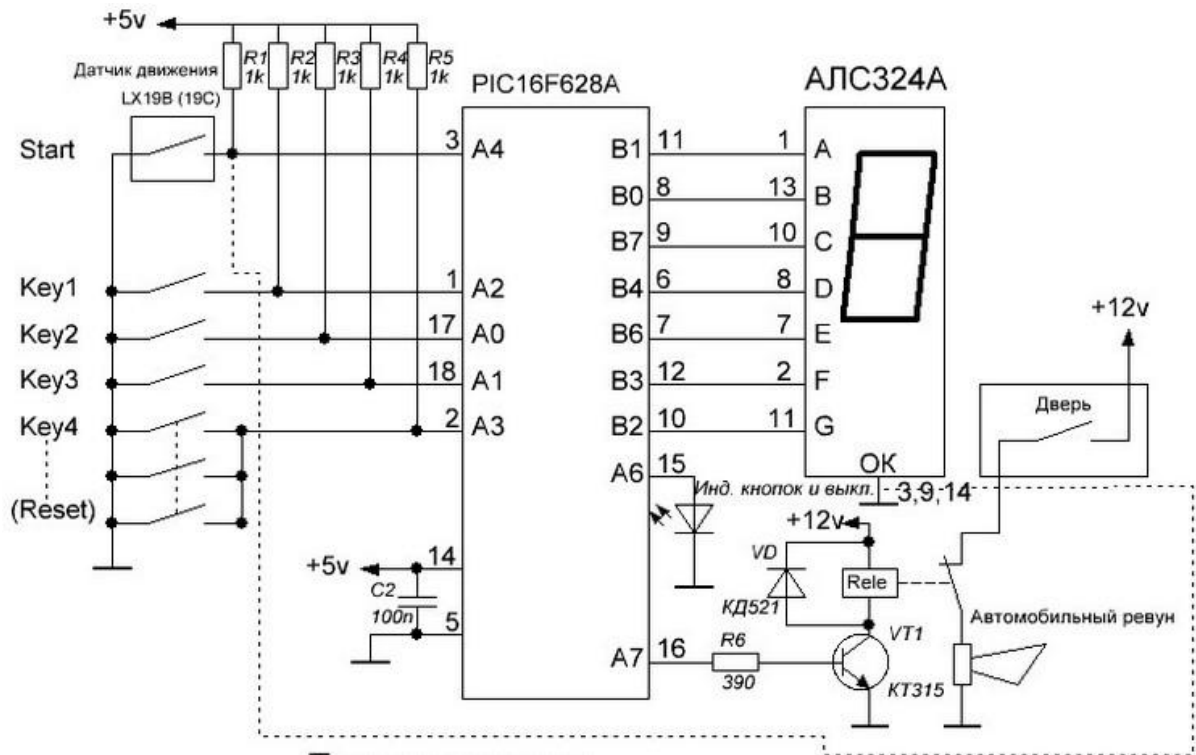 +5v
R1 1k
R2 1k
R3 1k
R4 1k
R5 1k
Датчик движения
LX19B (19C)
PIC16F628A
АЛС324А
Start
3 A4
B1 11
1 A
B0 8
13 B
B7 9
10 C
Key1
1 A2
B4 6
8 D
+12v
Key2
17 A0
B6 7
7 E
Key3
18 A1
B3 12
2 F
Дверь
Key4
2 A3
B2 10
11 G
A6 15
ОК
Инд. кнопок и выкл.
3,9,14
(Reset)
+12v
+5v
14
VD
Rele
C2
100n
КД521
5
Автомобильный ревун
A7 16
R6
390
VT1
КТ315